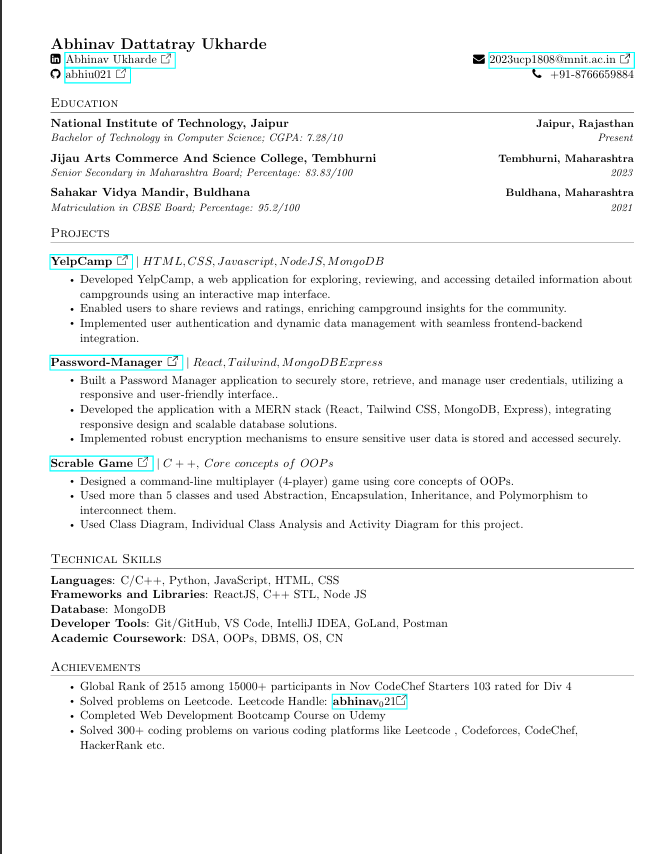 Abhinav Dattatray Ukharde
Abhinav Ukharde 2023ucp1808@mnit.ac.in
abhiu021 +91-8766659884
Education
National Institute of Technology, Jaipur Jaipur, Rajasthan
Bachelor of Technology in Computer Science; CGPA: 7.28/10 Present
Jijau Arts Commerce And Science College, Tembhurni Tembhurni, Maharashtra
Senior Secondary in Maharashtra Board; Percentage: 83.83/100 2023
Sahakar Vidya Mandir, Buldhana Buldhana, Maharashtra
Matriculation in CBSE Board; Percentage: 95.2/100 2021
Projects
YelpCamp | HTML, CSS, Javascript, NodeJS, MongoDB
• Developed YelpCamp, a web application for exploring, reviewing, and accessing detailed information about
campgrounds using an interactive map interface.
• Enabled users to share reviews and ratings, enriching campground insights for the community.
• Implemented user authentication and dynamic data management with seamless frontend-backend
integration.
Password-Manager | React, Tailwind, MongoDBExpress
• Built a Password Manager application to securely store, retrieve, and manage user credentials, utilizing a
responsive and user-friendly interface..
• Developed the application with a MERN stack (React, Tailwind CSS, MongoDB, Express), integrating
responsive design and scalable database solutions.
• Implemented robust encryption mechanisms to ensure sensitive user data is stored and accessed securely.
Scrable Game | C + +, Core concepts of OOPs
• Designed a command-line multiplayer (4-player) game using core concepts of OOPs.
• Used more than 5 classes and used Abstraction, Encapsulation, Inheritance, and Polymorphism to
interconnect them.
• Used Class Diagram, Individual Class Analysis and Activity Diagram for this project.
Technical Skills
Languages: C/C++, Python, JavaScript, HTML, CSS
Frameworks and Libraries: ReactJS, C++ STL, Node JS
Database: MongoDB
Developer Tools: Git/GitHub, VS Code, IntelliJ IDEA, GoLand, Postman
Academic Coursework: DSA, OOPs, DBMS, OS, CN
Achievements
• Global Rank of 2515 among 15000+ participants in Nov CodeChef Starters 103 rated for Div 4
• Solved problems on Leetcode. Leetcode Handle: abhinav₀21
• Completed Web Development Bootcamp Course on Udemy
• Solved 300+ coding problems on various coding platforms like Leetcode , Codeforces, CodeChef,
HackerRank etc.